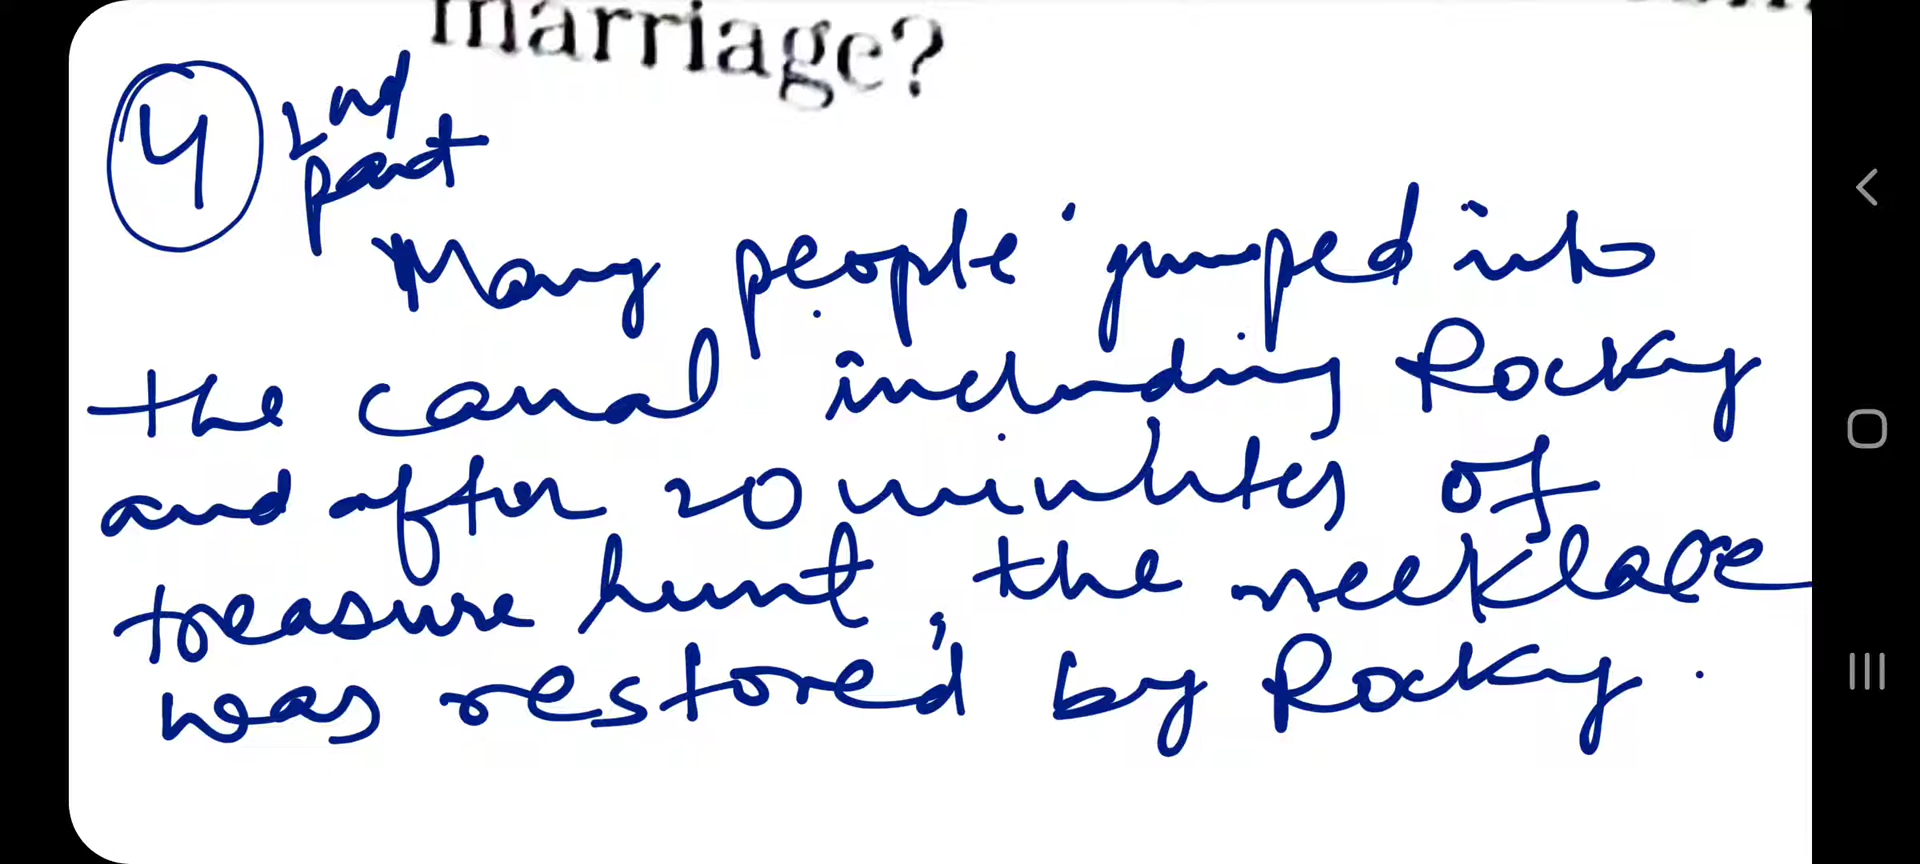 marriage?
4 2nd
part
Many people jumped into
the canal including Rocky
and after 20 minutes of
treasure hunt, the necklace
was restored by Rocky.